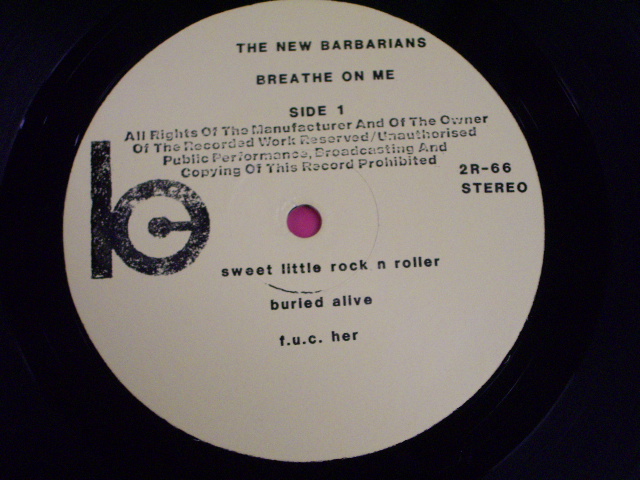 THE NEW BARBARIANS
BREATHE ON ME
SIDE 1
All Rights Of The Manufacturer And Of The Owner
Of The Recorded Work Reserved/Unauthorised
Public Performance, Broadcasting And
Copying Of This Record Prohibited
2R-66
STEREO
sweet little rock n roller
buried alive
f.u.c. her